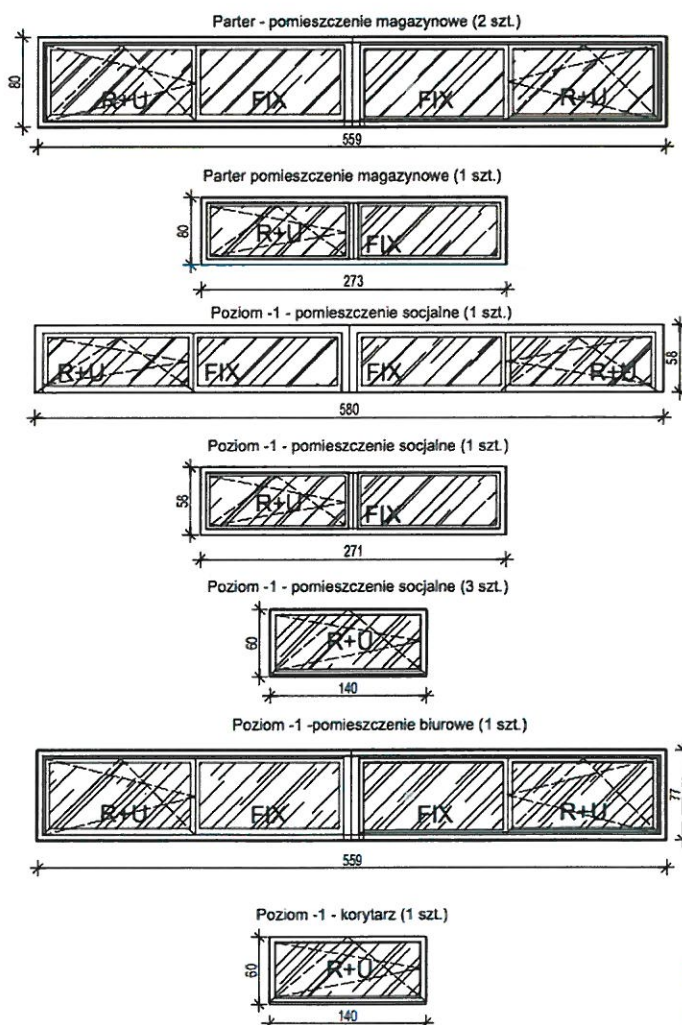 Parter - pomieszczenie magazynowe (2 szt.)
80
R+U FIX FIX R+U
559
Parter pomieszczenie magazynowe (1 szt.)
80
R+U FIX
273
Poziom -1 - pomieszczenie socjalne (1 szt.)
R+U FIX FIX R+U
58
580
Poziom -1 - pomieszczenie socjalne (1 szt.)
58
R+U FIX
271
Poziom -1 - pomieszczenie socjalne (3 szt.)
60
R+U
140
Poziom -1 -pomieszczenie biurowe (1 szt.)
R+U FIX FIX R+U
77
559
Poziom -1 - korytarz (1 szt.)
60
R+U
140